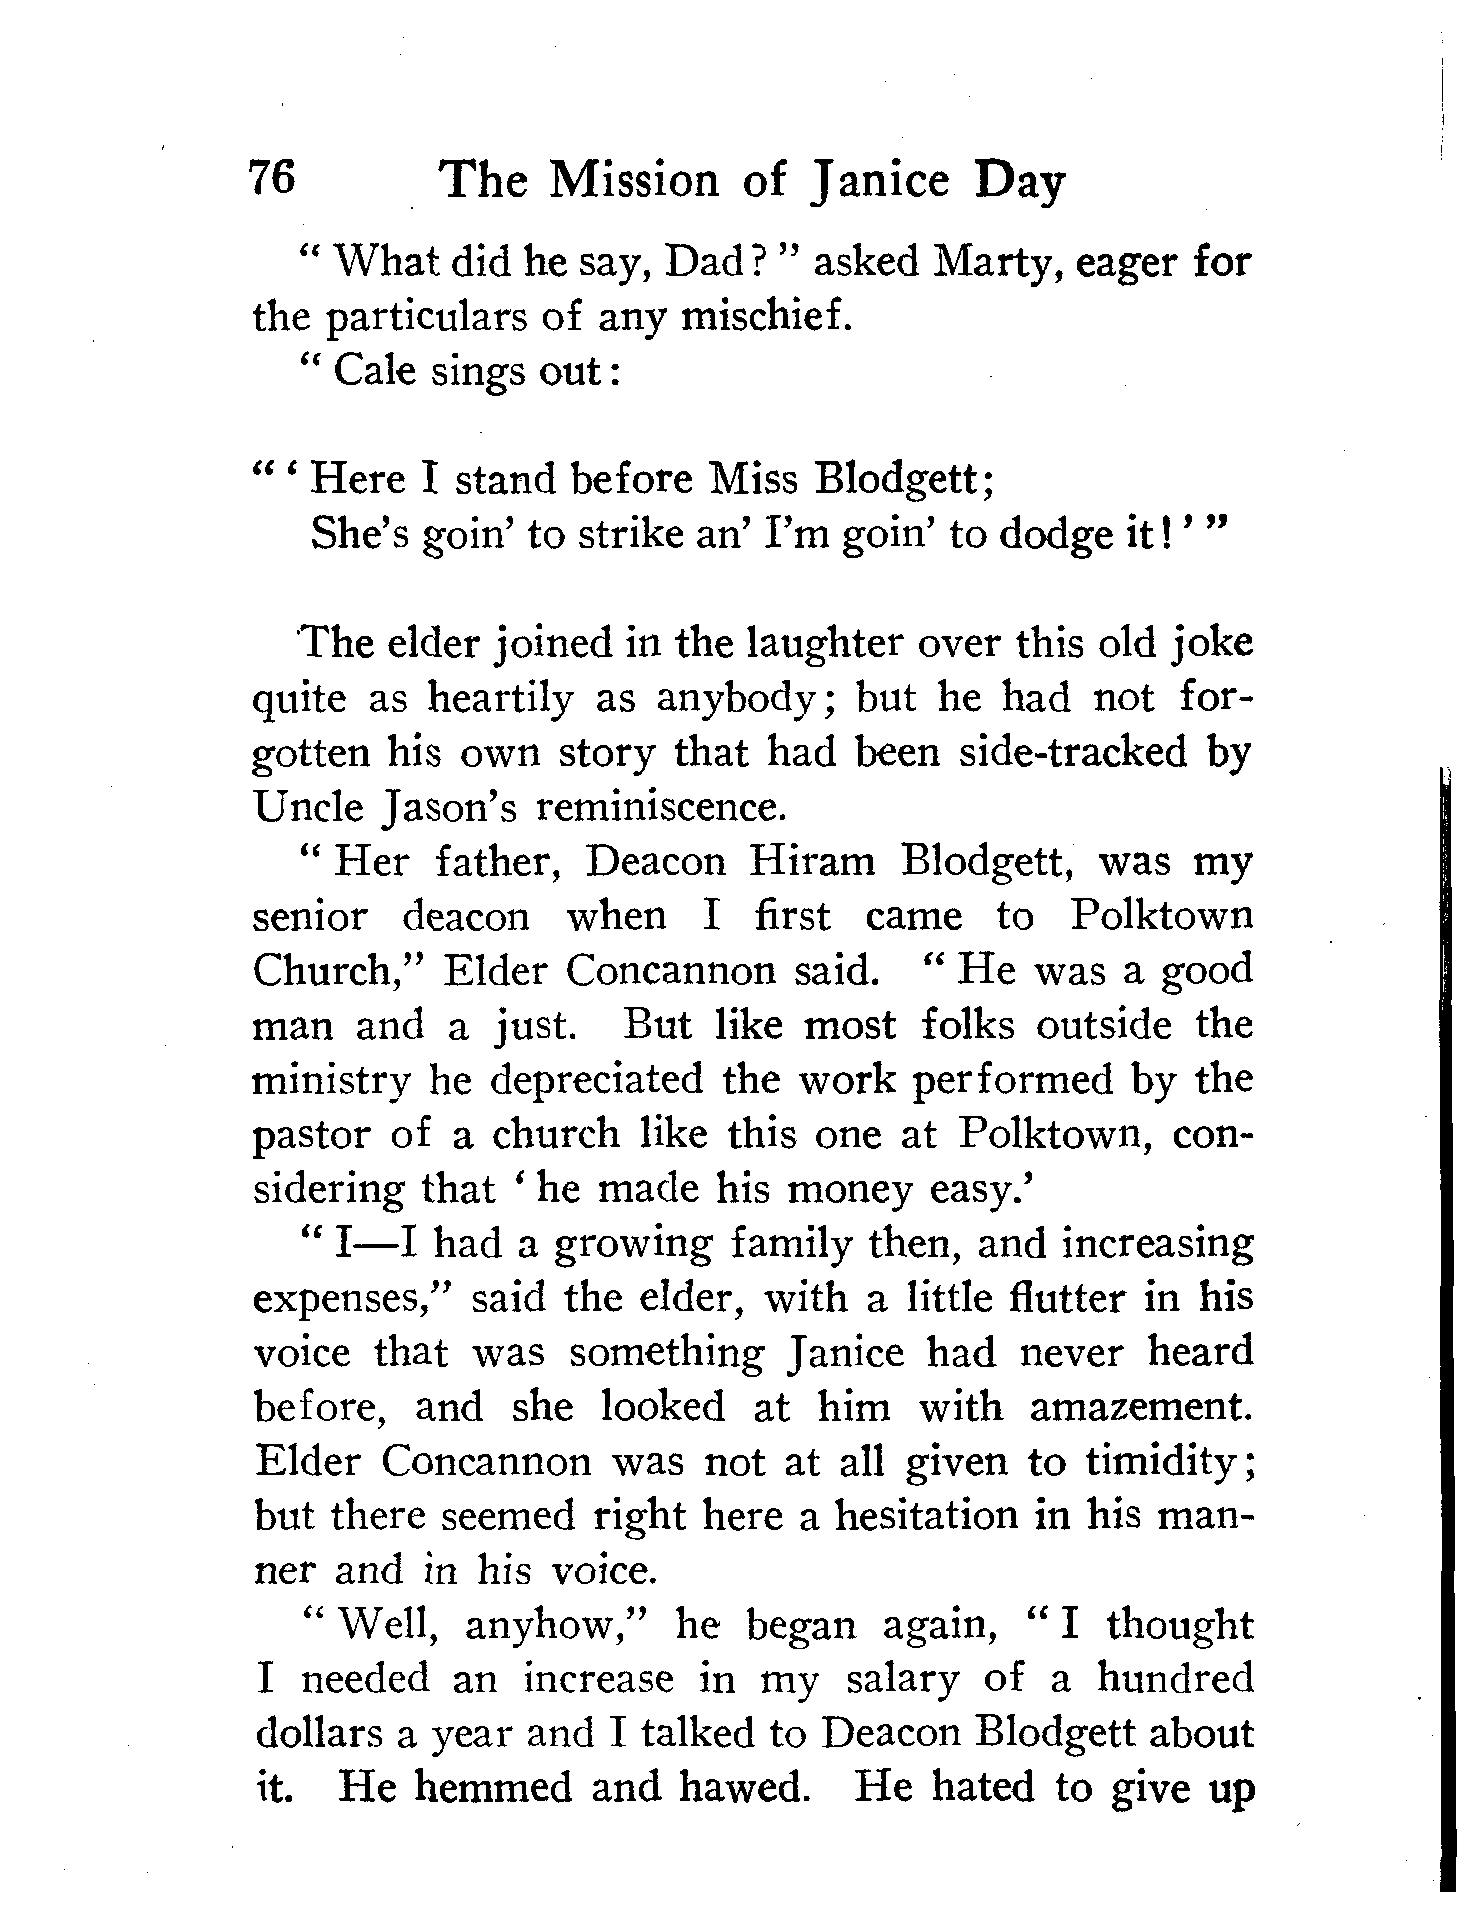 76 The Mission of Janice Day
“ What did he say, Dad? ” asked Marty, eager for
the particulars of any mischief.
“ Cale sings out:
“ ‘ Here I stand before Miss Blodgett;
She’s goin’ to strike an’ I’m goin’ to dodge it! ’ ”
The elder joined in the laughter over this old joke
quite as heartily as anybody; but he had not for-
gotten his own story that had been side-tracked by
Uncle Jason’s reminiscence.
“ Her father, Deacon Hiram Blodgett, was my
senior deacon when I first came to Polktown
Church,” Elder Concannon said. “ He was a good
man and a just. But like most folks outside the
ministry he depreciated the work performed by the
pastor of a church like this one at Polktown, con-
sidering that ‘ he made his money easy.’
“ I—I had a growing family then, and increasing
expenses,” said the elder, with a little flutter in his
voice that was something Janice had never heard
before, and she looked at him with amazement.
Elder Concannon was not at all given to timidity;
but there seemed right here a hesitation in his man-
ner and in his voice.
“ Well, anyhow,” he began again, “ I thought
I needed an increase in my salary of a hundred
dollars a year and I talked to Deacon Blodgett about
it. He hemmed and hawed. He hated to give up